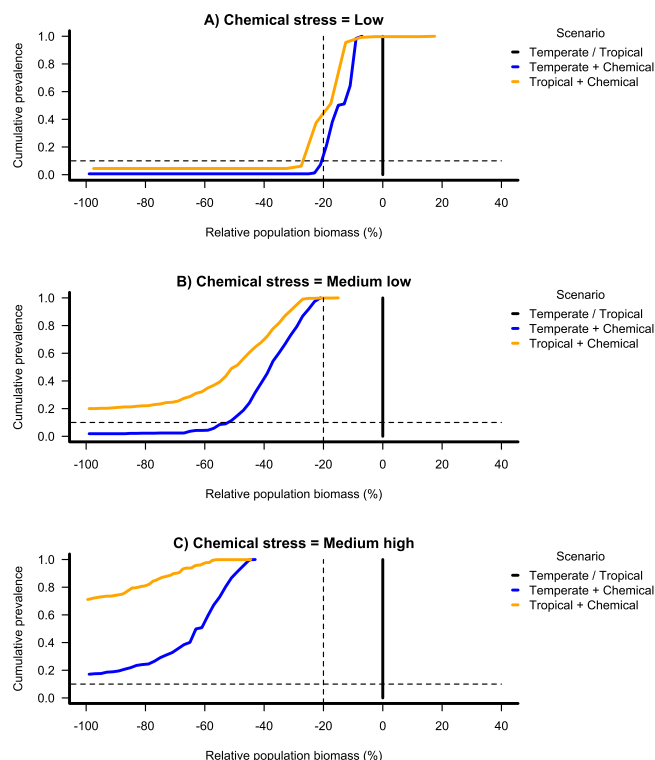 A) Chemical stress = Low
Cumulative prevalence
1.0
0.8
0.6
0.4
0.2
0.0
-100 -80 -60 -40 -20 0 20 40
Relative population biomass (%)
Scenario
Temperate / Tropical
Temperate + Chemical
Tropical + Chemical
B) Chemical stress = Medium low
Cumulative prevalence
1.0
0.8
0.6
0.4
0.2
0.0
-100 -80 -60 -40 -20 0 20 40
Relative population biomass (%)
Scenario
Temperate / Tropical
Temperate + Chemical
Tropical + Chemical
C) Chemical stress = Medium high
Cumulative prevalence
1.0
0.8
0.6
0.4
0.2
0.0
-100 -80 -60 -40 -20 0 20 40
Relative population biomass (%)
Scenario
Temperate / Tropical
Temperate + Chemical
Tropical + Chemical